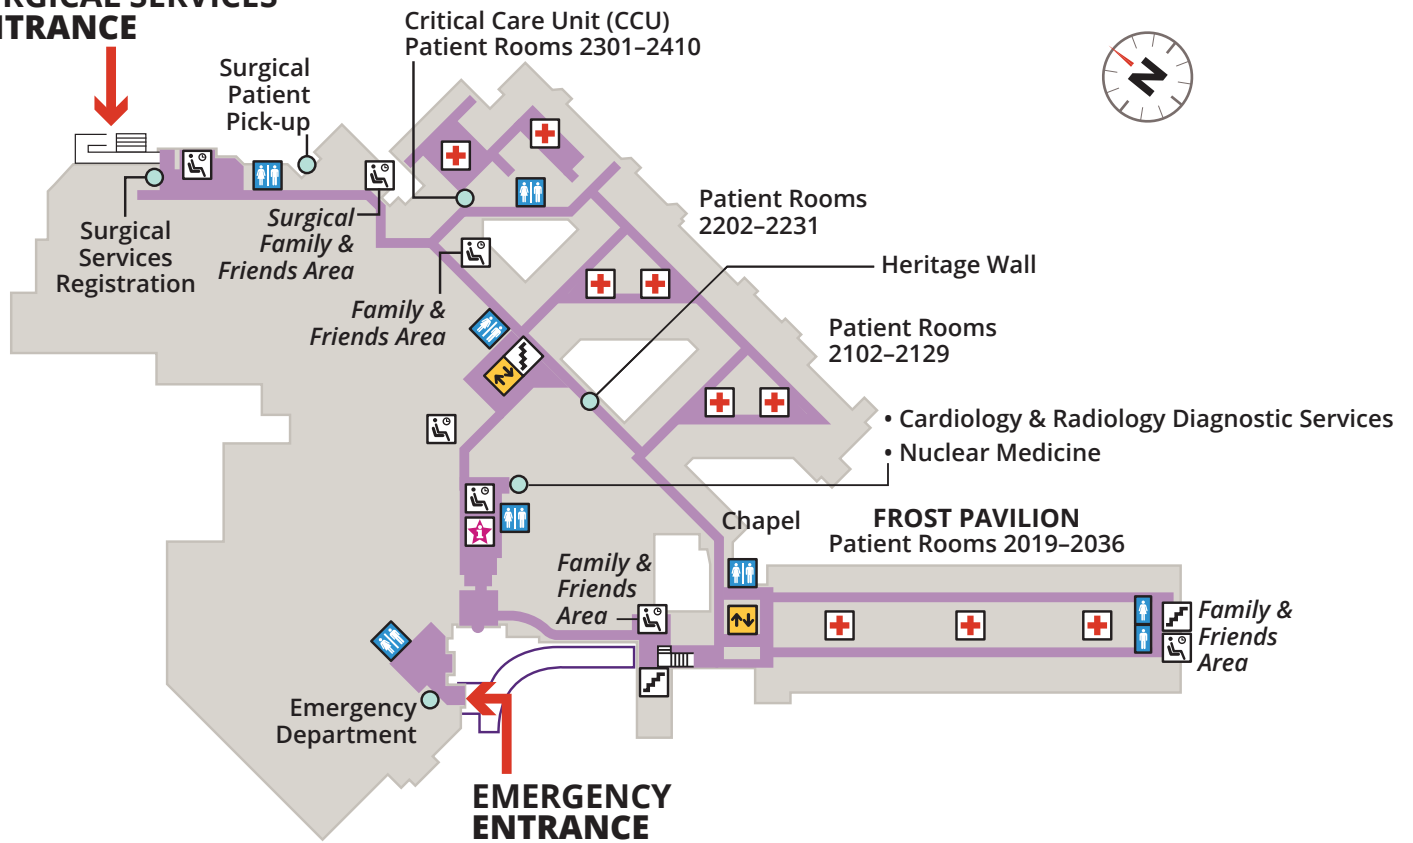 ENTRANCE
Critical Care Unit (CCU)
Patient Rooms 2301–2410
Surgical
Patient
Pick-up
N
Surgical
Services
Registration
Surgical
Family &
Friends Area
Family &
Friends Area
Patient Rooms
2202–2231
Heritage Wall
Patient Rooms
2102–2129
• Cardiology & Radiology Diagnostic Services
• Nuclear Medicine
Chapel
FROST PAVILION
Patient Rooms 2019–2036
Family &
Friends
Area
Family &
Friends
Area
Emergency
Department
EMERGENCY
ENTRANCE